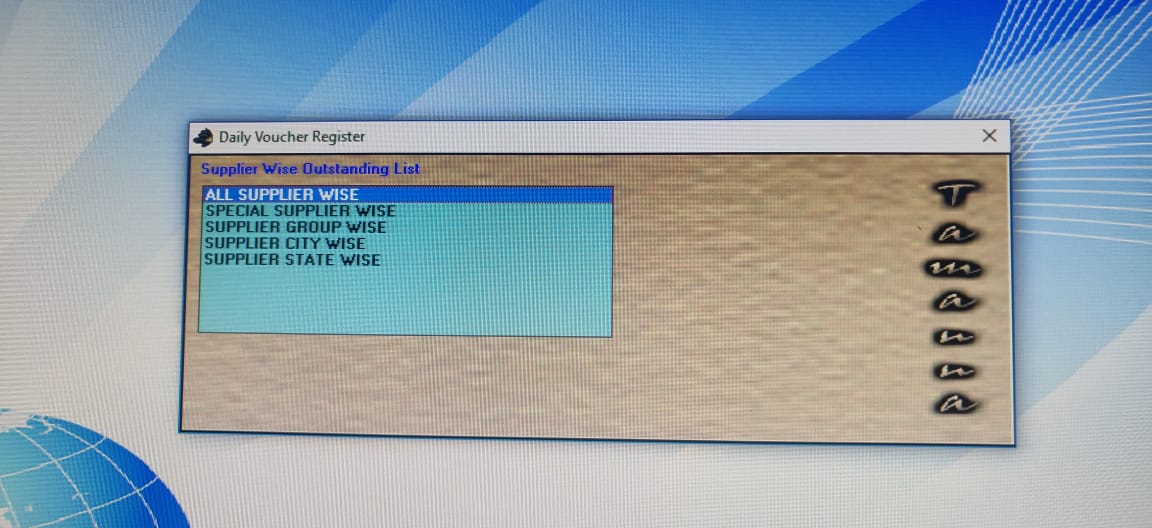 Daily Voucher Register
Supplier Wise Outstanding List
ALL SUPPLIER WISE
SPECIAL SUPPLIER WISE
SUPPLIER GROUP WISE
SUPPLIER CITY WISE
SUPPLIER STATE WISE
T
a
m
a
n
n
a